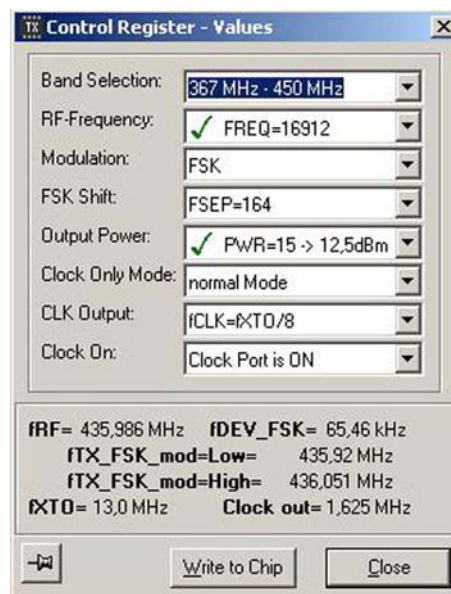 TX Control Register - Values
Band Selection: 367 MHz - 450 MHz
RF-Frequency: FREQ=16912
Modulation: FSK
FSK Shift: FSEP=164
Output Power: PWR=15 -> 12,5dBm
Clock Only Mode: normal Mode
CLK Output: fCLK=fXTO/8
Clock On: Clock Port is ON
fRF= 435,986 MHz fDEV_FSK= 65,46 kHz
fTX_FSK_mod=Low= 435,92 MHz
fTX_FSK_mod=High= 436,051 MHz
fXTO= 13,0 MHz Clock out= 1,625 MHz
Write to Chip Close